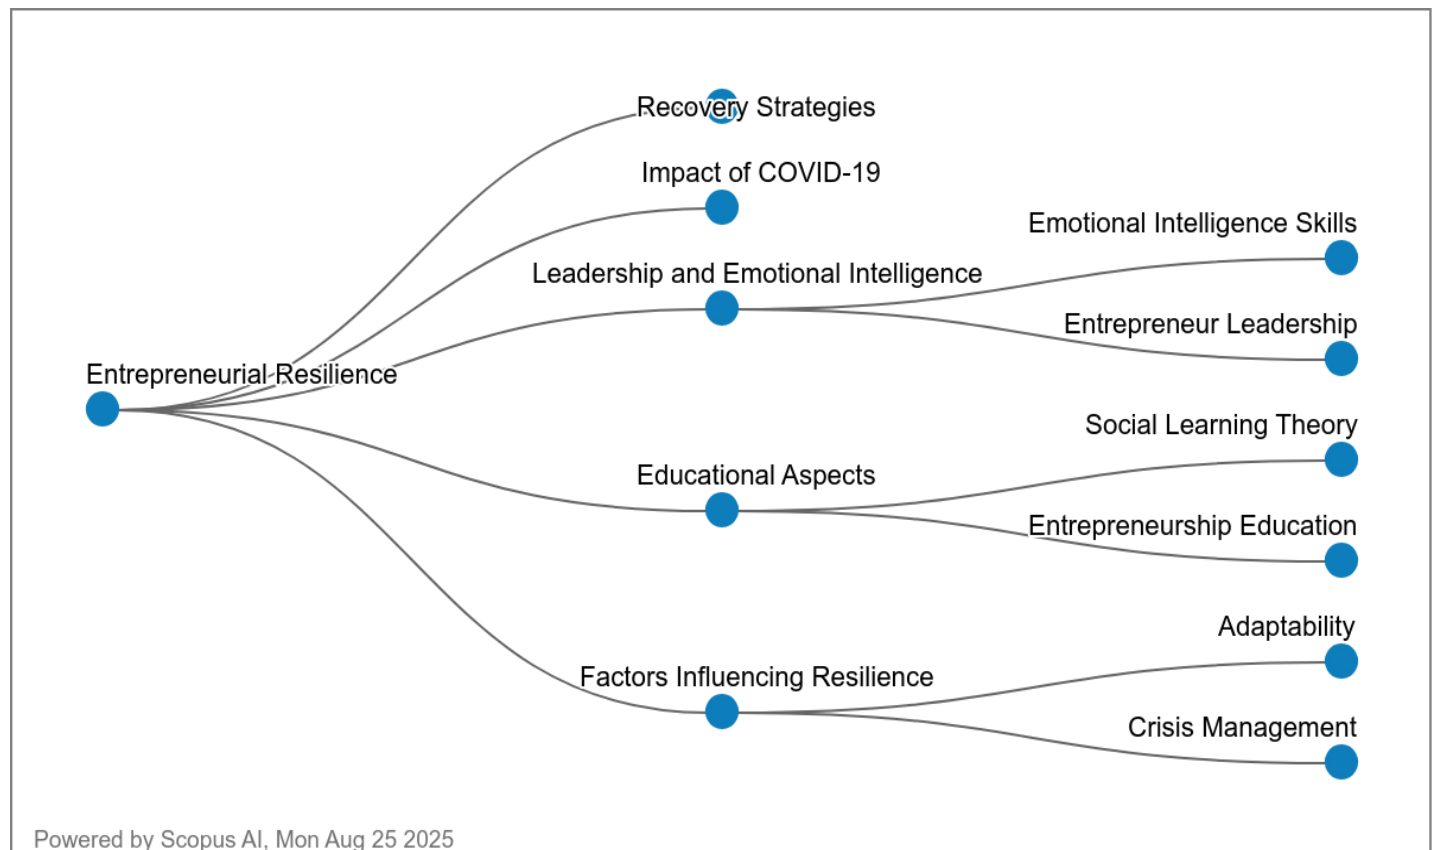 Recovery Strategies
Impact of COVID-19
Emotional Intelligence Skills
Leadership and Emotional Intelligence
Entrepreneur Leadership
Entrepreneurial Resilience
Social Learning Theory
Educational Aspects
Entrepreneurship Education
Adaptability
Factors Influencing Resilience
Crisis Management
Powered by Scopus AI, Mon Aug 25 2025